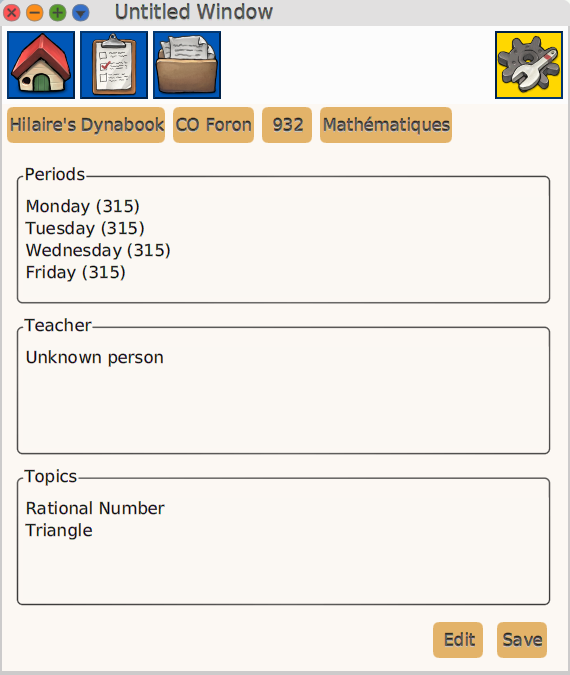 Untitled Window
Hilaire's Dynabook CO Foron 932 Mathématiques
Periods
Monday (315)
Tuesday (315)
Wednesday (315)
Friday (315)
Teacher
Unknown person
Topics
Rational Number
Triangle
Edit Save